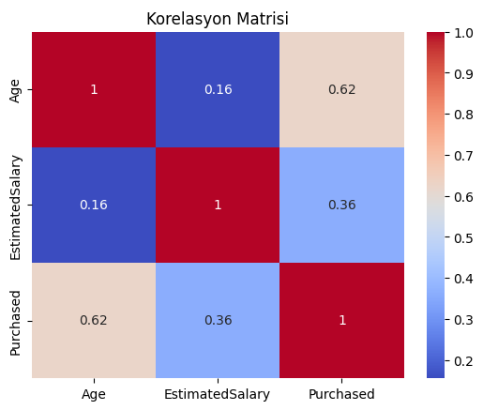 Korelasyon Matrisi
Age
1
0.16
0.62
EstimatedSalary
0.16
1
0.36
Purchased
0.62
0.36
1
Age
EstimatedSalary
Purchased
1.0
0.9
0.8
0.7
0.6
0.5
0.4
0.3
0.2